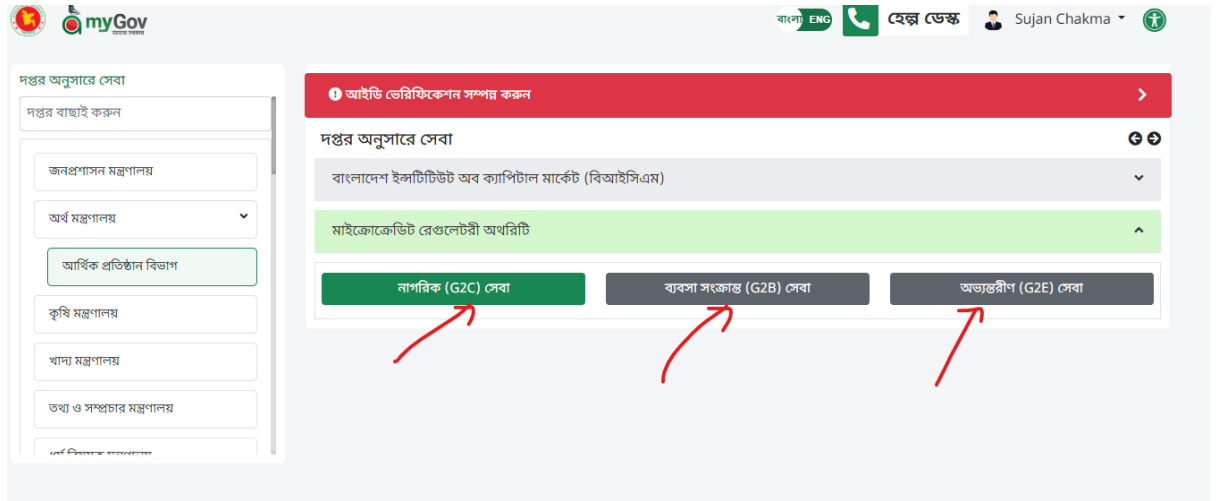 myGov
বাংলা ENG
হেল্প ডেস্ক
Sujan Chakma
দপ্তর অনুসারে সেবা
দপ্তর বাছাই করুন
জনপ্রশাসন মন্ত্রণালয়
অর্থ মন্ত্রণালয়
আর্থিক প্রতিষ্ঠান বিভাগ
কৃষি মন্ত্রণালয়
খাদ্য মন্ত্রণালয়
তথ্য ও সম্প্রচার মন্ত্রণালয়
আইডি ভেরিফিকেশন সম্পন্ন করুন
দপ্তর অনুসারে সেবা
বাংলাদেশ ইন্সটিটিউট অব ক্যাপিটাল মার্কেট (বিআইসিএম)
মাইক্রোক্রেডিট রেগুলেটরী অথরিটি
নাগরিক (G2C) সেবা
ব্যবসা সংক্রান্ত (G2B) সেবা
অভ্যন্তরীণ (G2E) সেবা